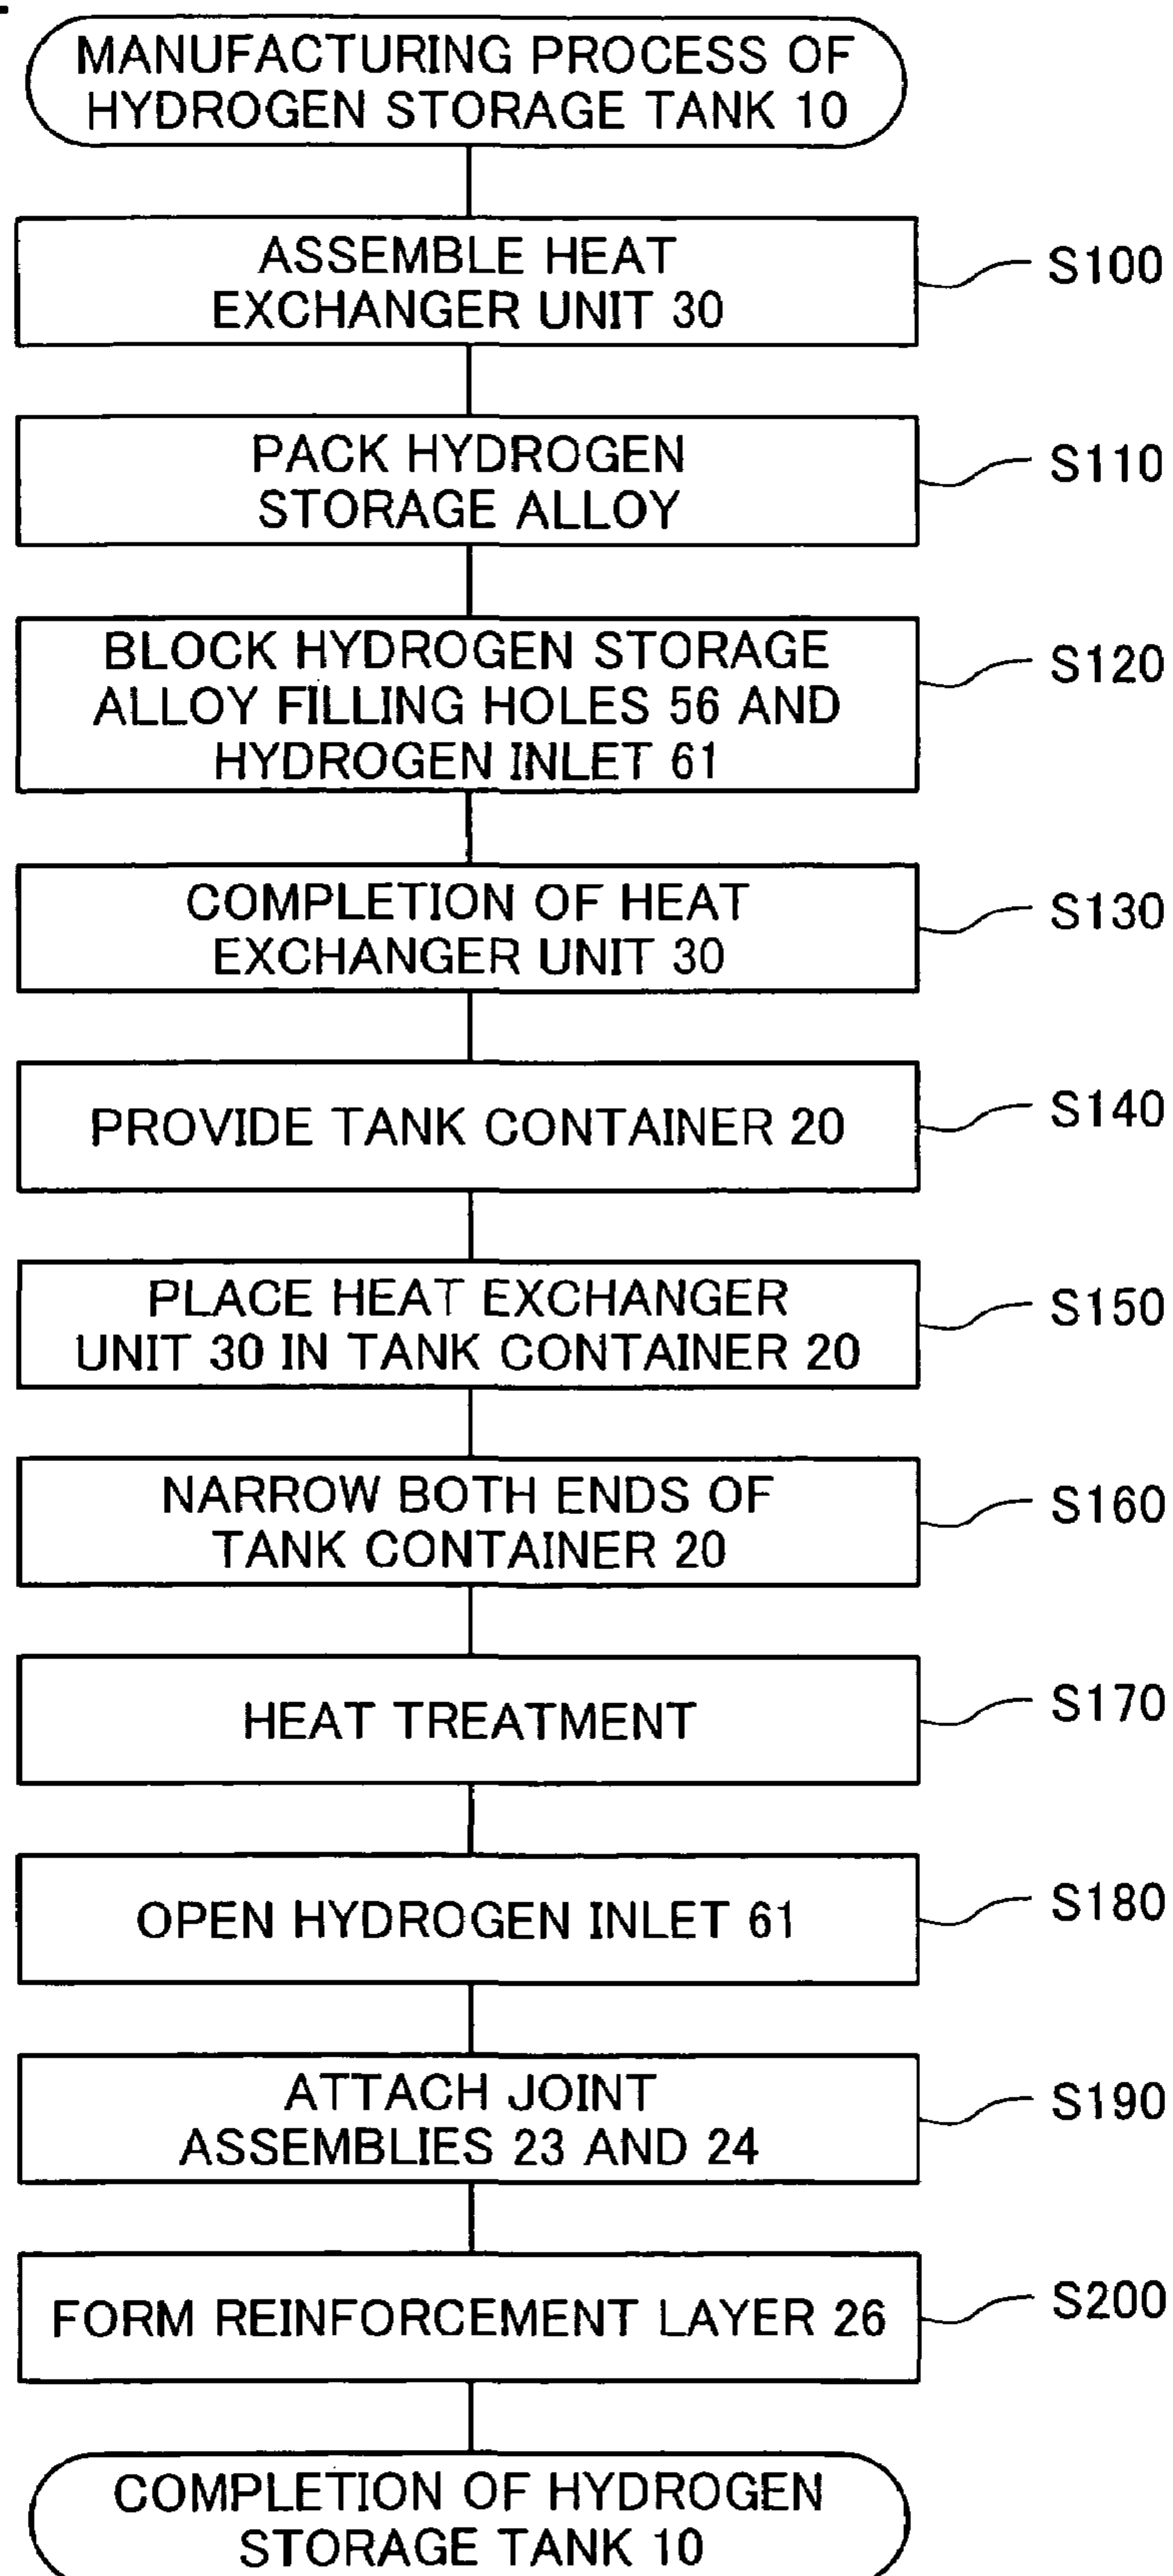 MANUFACTURING PROCESS OF
HYDROGEN STORAGE TANK 10
ASSEMBLE HEAT
EXCHANGER UNIT 30
S100
PACK HYDROGEN
STORAGE ALLOY
S110
BLOCK HYDROGEN STORAGE
ALLOY FILLING HOLES 56 AND
HYDROGEN INLET 61
S120
COMPLETION OF HEAT
EXCHANGER UNIT 30
S130
PROVIDE TANK CONTAINER 20
S140
PLACE HEAT EXCHANGER
UNIT 30 IN TANK CONTAINER 20
S150
NARROW BOTH ENDS OF
TANK CONTAINER 20
S160
HEAT TREATMENT
S170
OPEN HYDROGEN INLET 61
S180
ATTACH JOINT
ASSEMBLIES 23 AND 24
S190
FORM REINFORCEMENT LAYER 26
S200
COMPLETION OF HYDROGEN
STORAGE TANK 10